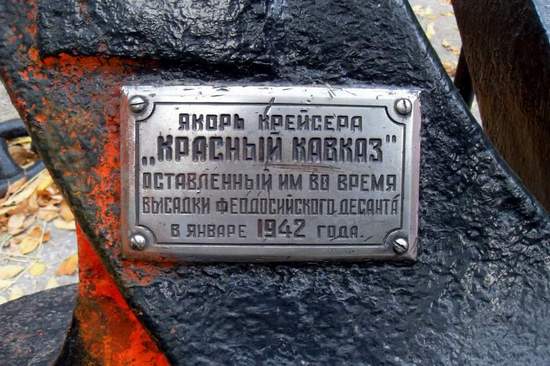 ЯКОРЬ КРЕЙСЕРА
„КРАСНЫЙ КАВКАЗ"
ОСТАВЛЕННЫЙ ИМ ВО ВРЕМЯ
ВЫСАДКИ ФЕОДОСИЙСКОГО ДЕСАНТА
В ЯНВАРЕ 1942 ГОДА.